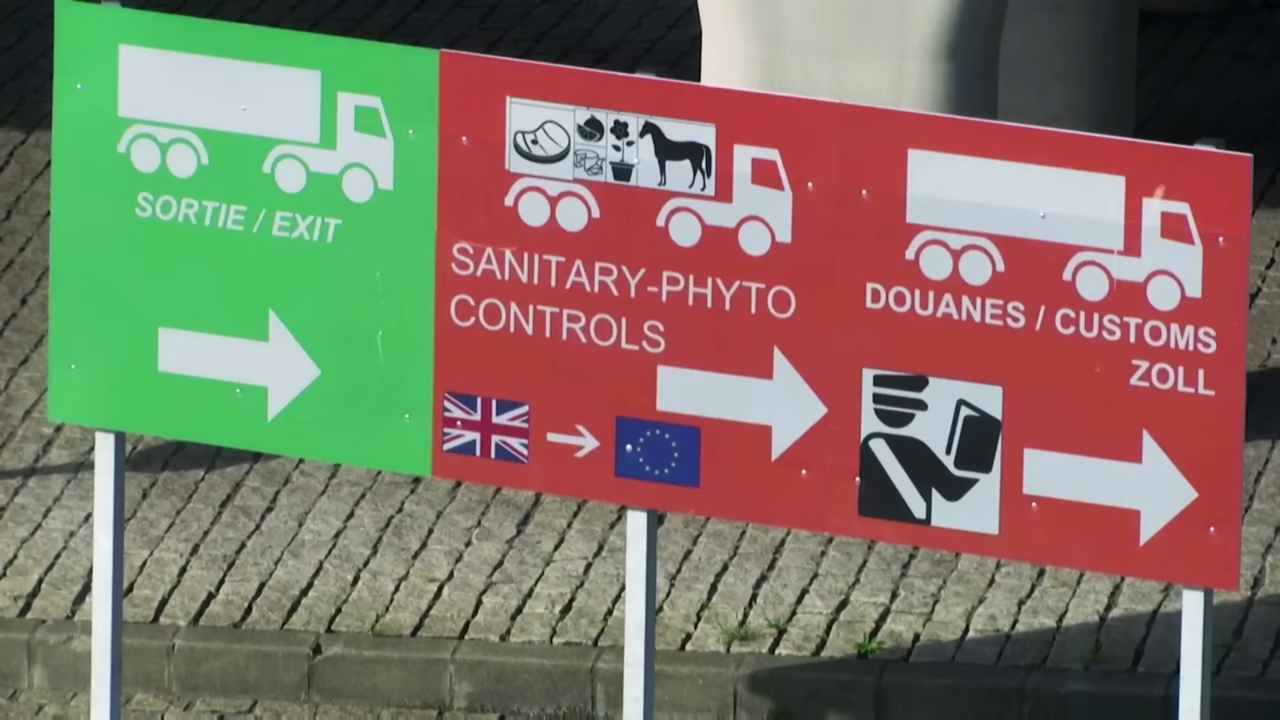 SORTIE / EXIT
SANITARY-PHYTO
CONTROLS
DOUANES / CUSTOMS
ZOLL